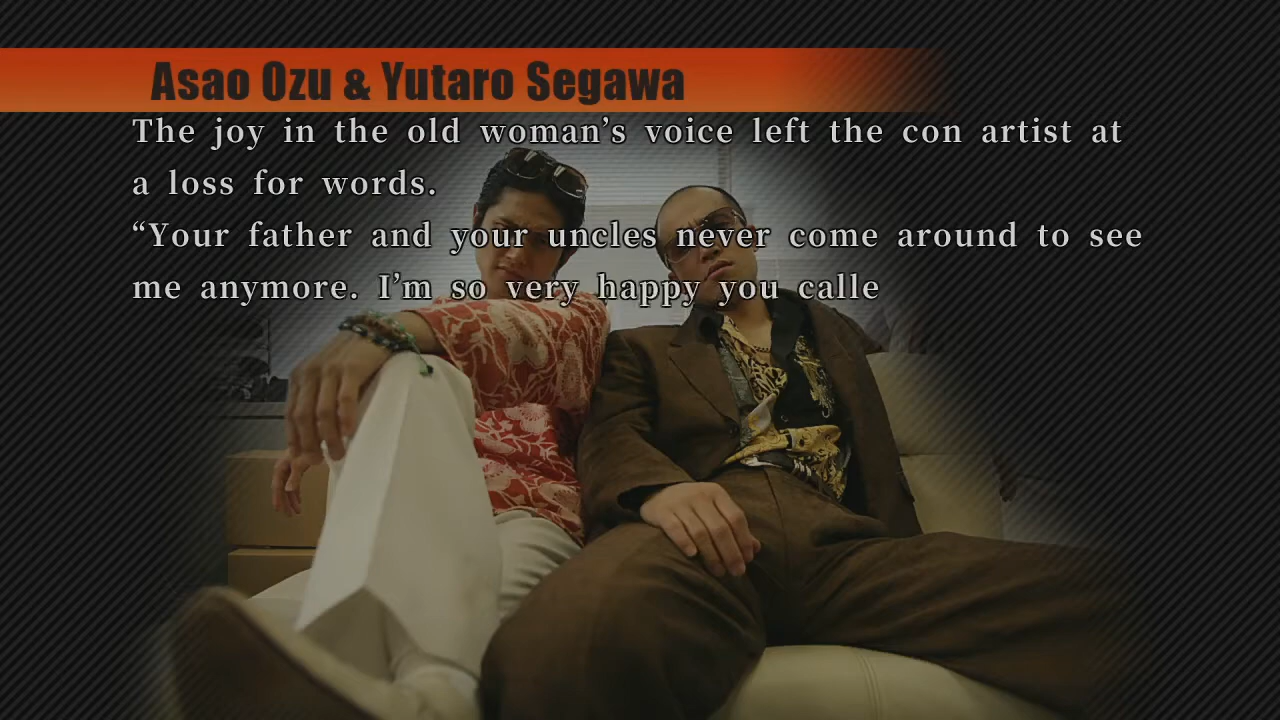 Asao Ozu & Yutaro Segawa
The joy in the old woman’s voice left the con artist at
a loss for words.
“Your father and your uncles never come around to see
me anymore. I’m so very happy you calle